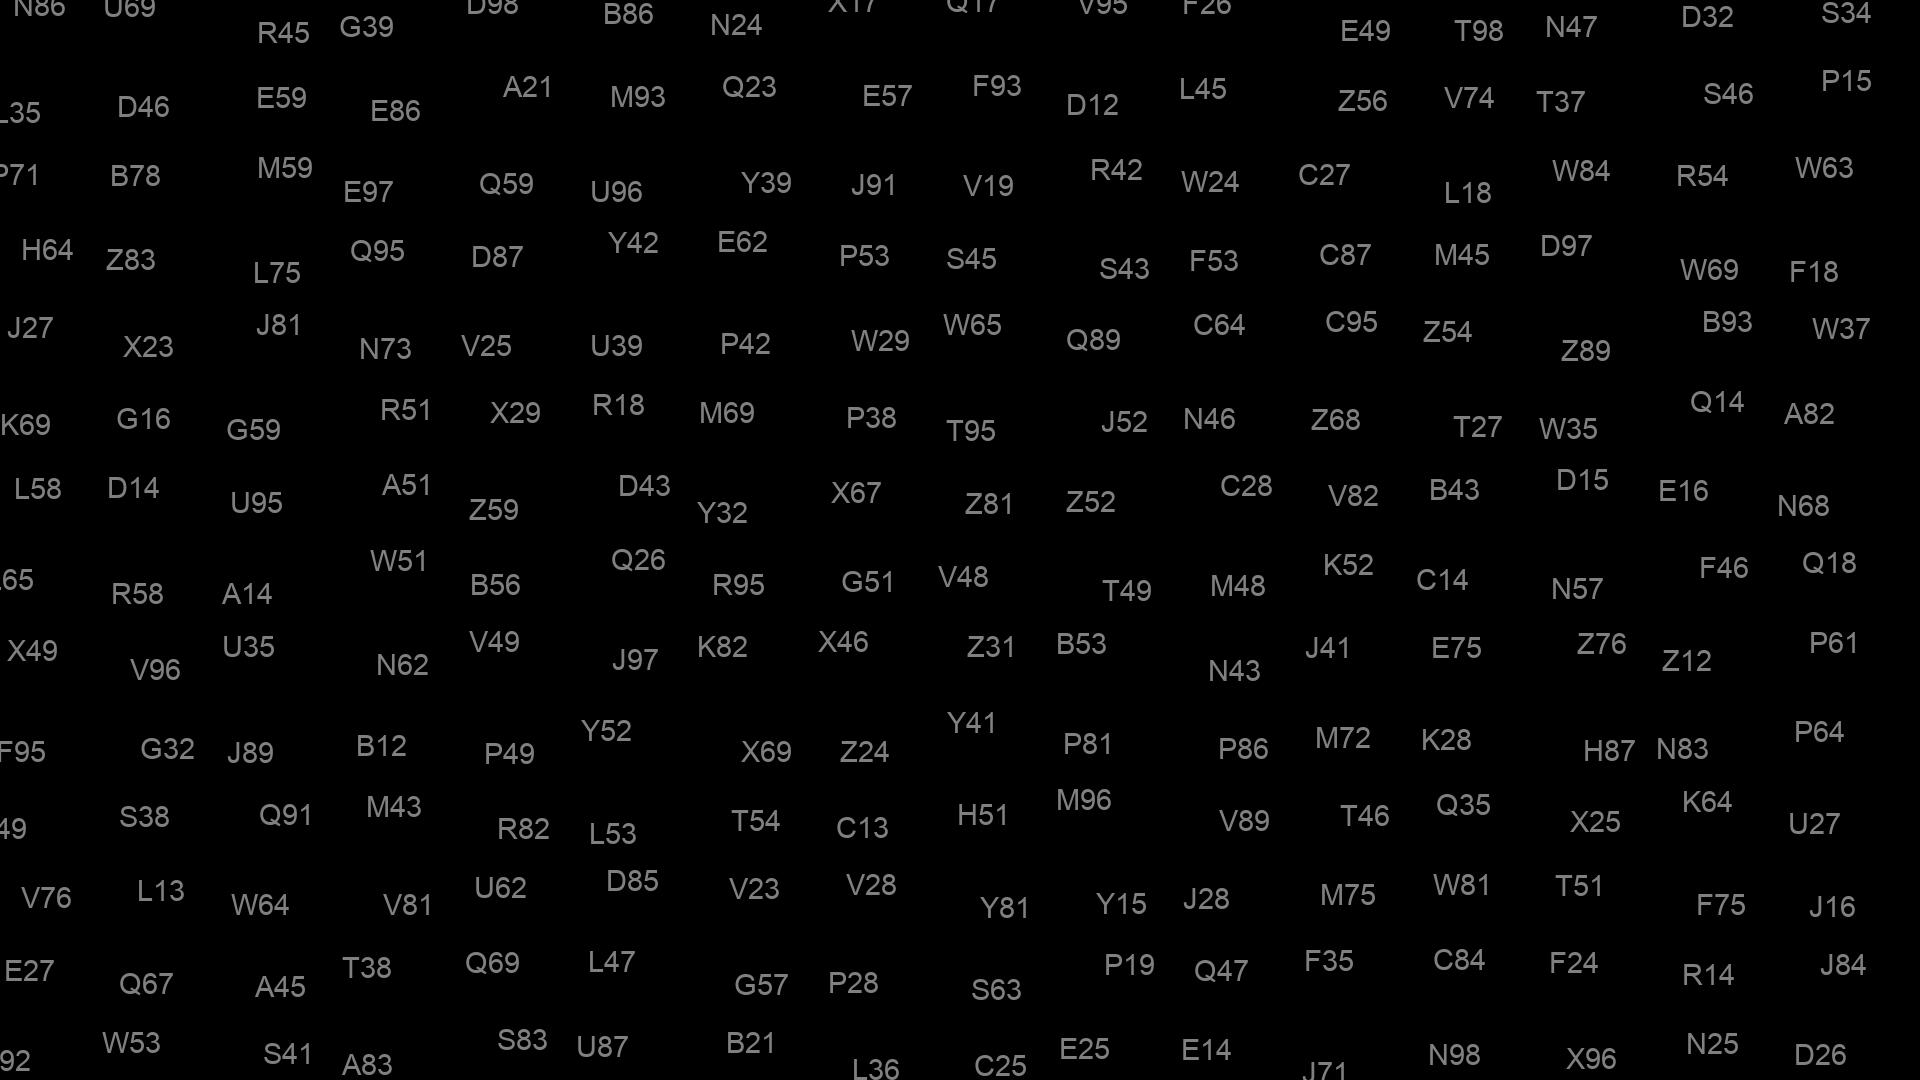 N86 U69 R45 G39 D98 B86 N24 X17 Q17 V95 F26 E49 T98 N47 D32 S34
L35 D46 E59 E86 A21 M93 Q23 E57 F93 D12 L45 Z56 V74 T37 S46 P15
P71 B78 M59 E97 Q59 U96 Y39 J91 V19 R42 W24 C27 L18 W84 R54 W63
H64 Z83 L75 Q95 D87 Y42 E62 P53 S45 S43 F53 C87 M45 D97 W69 F18
J27 X23 J81 N73 V25 U39 P42 W29 W65 Q89 C64 C95 Z54 Z89 B93 W37
K69 G16 G59 R51 X29 R18 M69 P38 T95 J52 N46 Z68 T27 W35 Q14 A82
L58 D14 U95 A51 Z59 D43 Y32 X67 Z81 Z52 C28 V82 B43 D15 E16 N68
65 R58 A14 W51 B56 Q26 R95 G51 V48 T49 M48 K52 C14 N57 F46 Q18
X49 V96 U35 N62 V49 J97 K82 X46 Z31 B53 N43 J41 E75 Z76 Z12 P61
F95 G32 J89 B12 P49 Y52 X69 Z24 Y41 P81 P86 M72 K28 H87 N83 P64
49 S38 Q91 M43 R82 L53 T54 C13 H51 M96 V89 T46 Q35 X25 K64 U27
V76 L13 W64 V81 U62 D85 V23 V28 Y81 Y15 J28 M75 W81 T51 F75 J16
E27 Q67 A45 T38 Q69 L47 G57 P28 S63 P19 Q47 F35 C84 F24 R14 J84
92 W53 S41 A83 S83 U87 B21 L36 C25 E25 E14 J71 N98 X96 N25 D26